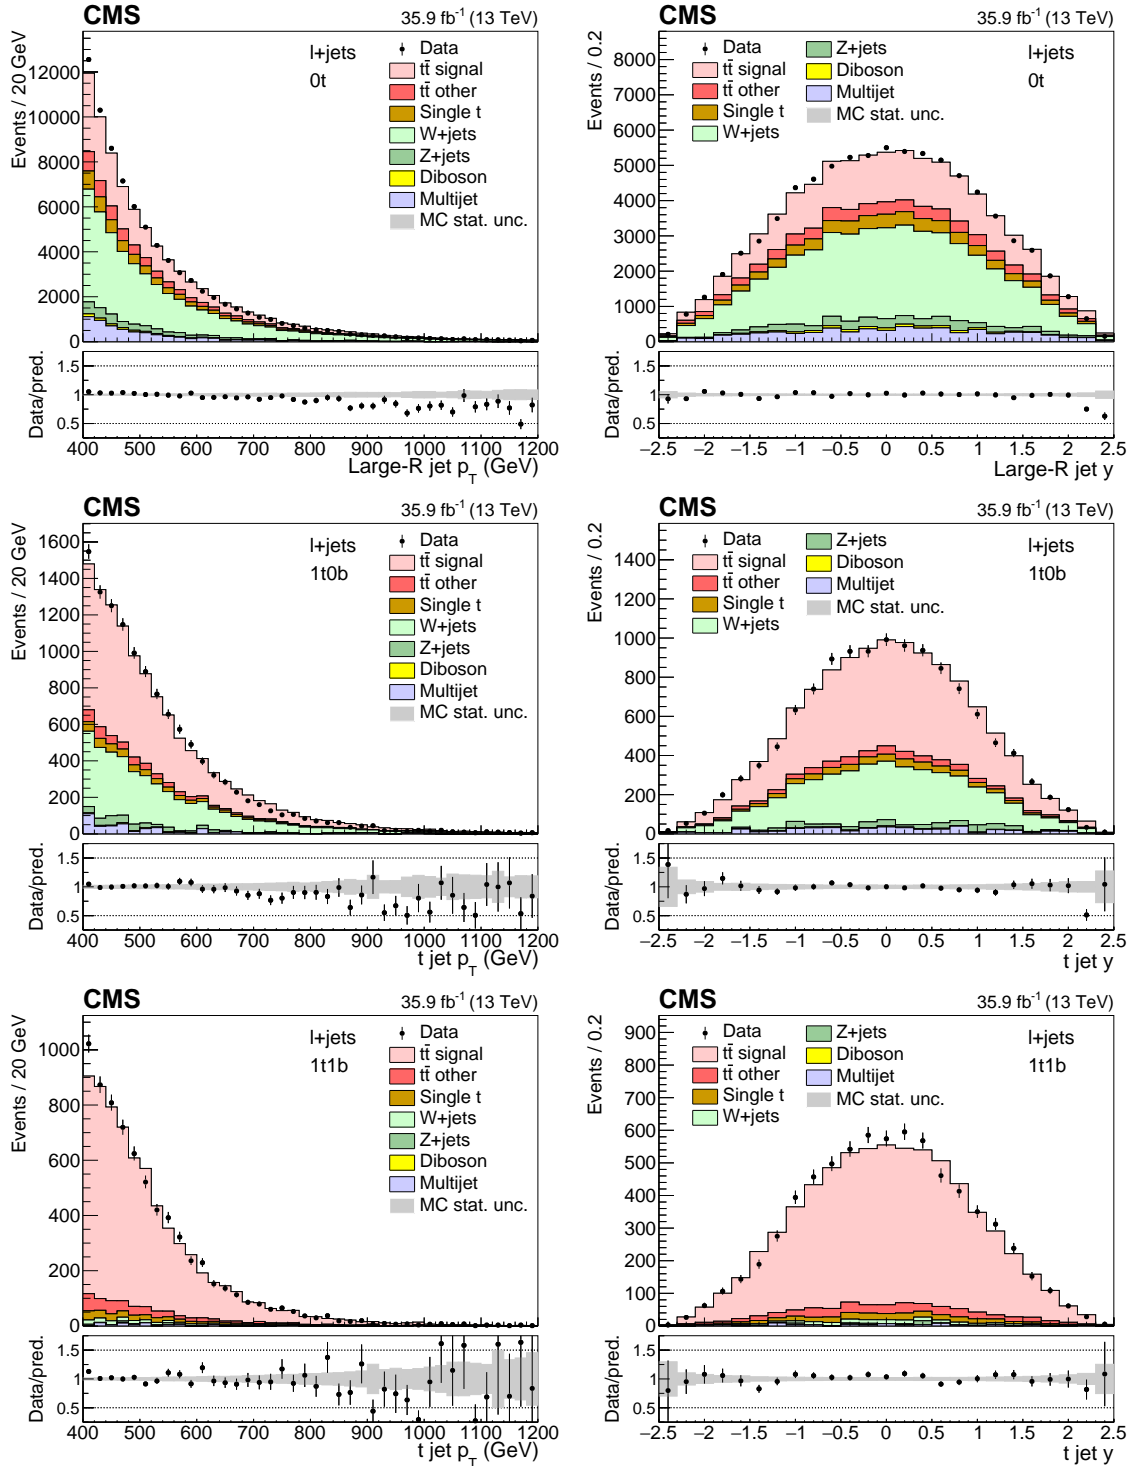 CMS 35.9 fb⁻¹ (13 TeV)
Events / 20 GeV
l+jets
0t
Data
tt̄ signal
tt̄ other
Single t
W+jets
Z+jets
Diboson
Multijet
MC stat. unc.
12000
10000
8000
6000
4000
2000
0
Data/pred.
1.5
1
0.5
400 500 600 700 800 900 1000 1100 1200
Large-R jet p_T (GeV)
CMS 35.9 fb⁻¹ (13 TeV)
Events / 0.2
Data
tt̄ signal
tt̄ other
Single t
W+jets
Z+jets
Diboson
Multijet
MC stat. unc.
l+jets
0t
8000
7000
6000
5000
4000
3000
2000
1000
0
Data/pred.
1.5
1
0.5
−2.5 −2 −1.5 −1 −0.5 0 0.5 1 1.5 2 2.5
Large-R jet y
CMS 35.9 fb⁻¹ (13 TeV)
Events / 20 GeV
l+jets
1t0b
Data
tt̄ signal
tt̄ other
Single t
W+jets
Z+jets
Diboson
Multijet
MC stat. unc.
1600
1400
1200
1000
800
600
400
200
0
Data/pred.
1.5
1
0.5
400 500 600 700 800 900 1000 1100 1200
t jet p_T (GeV)
CMS 35.9 fb⁻¹ (13 TeV)
Events / 0.2
Data
tt̄ signal
tt̄ other
Single t
W+jets
Z+jets
Diboson
Multijet
MC stat. unc.
l+jets
1t0b
1400
1200
1000
800
600
400
200
0
Data/pred.
1.5
1
0.5
−2.5 −2 −1.5 −1 −0.5 0 0.5 1 1.5 2 2.5
t jet y
CMS 35.9 fb⁻¹ (13 TeV)
Events / 20 GeV
l+jets
1t1b
Data
tt̄ signal
tt̄ other
Single t
W+jets
Z+jets
Diboson
Multijet
MC stat. unc.
1000
800
600
400
200
0
Data/pred.
1.5
1
0.5
400 500 600 700 800 900 1000 1100 1200
t jet p_T (GeV)
CMS 35.9 fb⁻¹ (13 TeV)
Events / 0.2
Data
tt̄ signal
tt̄ other
Single t
W+jets
Z+jets
Diboson
Multijet
MC stat. unc.
l+jets
1t1b
900
800
700
600
500
400
300
200
100
0
Data/pred.
1.5
1
0.5
−2.5 −2 −1.5 −1 −0.5 0 0.5 1 1.5 2 2.5
t jet y